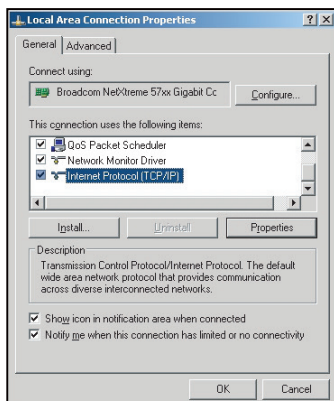 Local Area Connection Properties
General Advanced
Connect using:
Broadcom NetXtreme 57xx Gigabit Cc
Configure...
This connection uses the following items:
QoS Packet Scheduler
Network Monitor Driver
Internet Protocol (TCP/IP)
Install... Uninstall Properties
Description
Transmission Control Protocol/Internet Protocol. The default
wide area network protocol that provides communication
across diverse interconnected networks.
Show icon in notification area when connected
Notify me when this connection has limited or no connectivity
OK Cancel